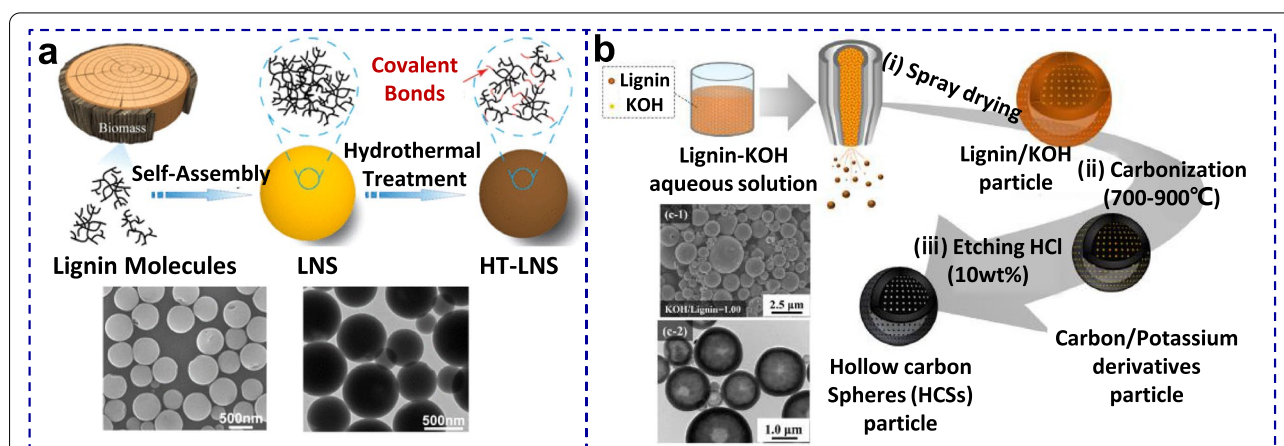 a
Biomass
Covalent
Bonds
Self-Assembly
Hydrothermal
Treatment
Lignin Molecules
LNS
HT-LNS
500nm
500nm
b
Lignin
KOH
Lignin-KOH
aqueous solution
(i) Spray drying
Lignin/KOH
particle
(ii) Carbonization
(700-900℃)
(iii) Etching HCl
(10wt%)
Carbon/Potassium
derivatives
particle
Hollow carbon
Spheres (HCSs)
particle
(c-1)
KOH/Lignin=1.00
2.5 μm
(c-2)
1.0 μm